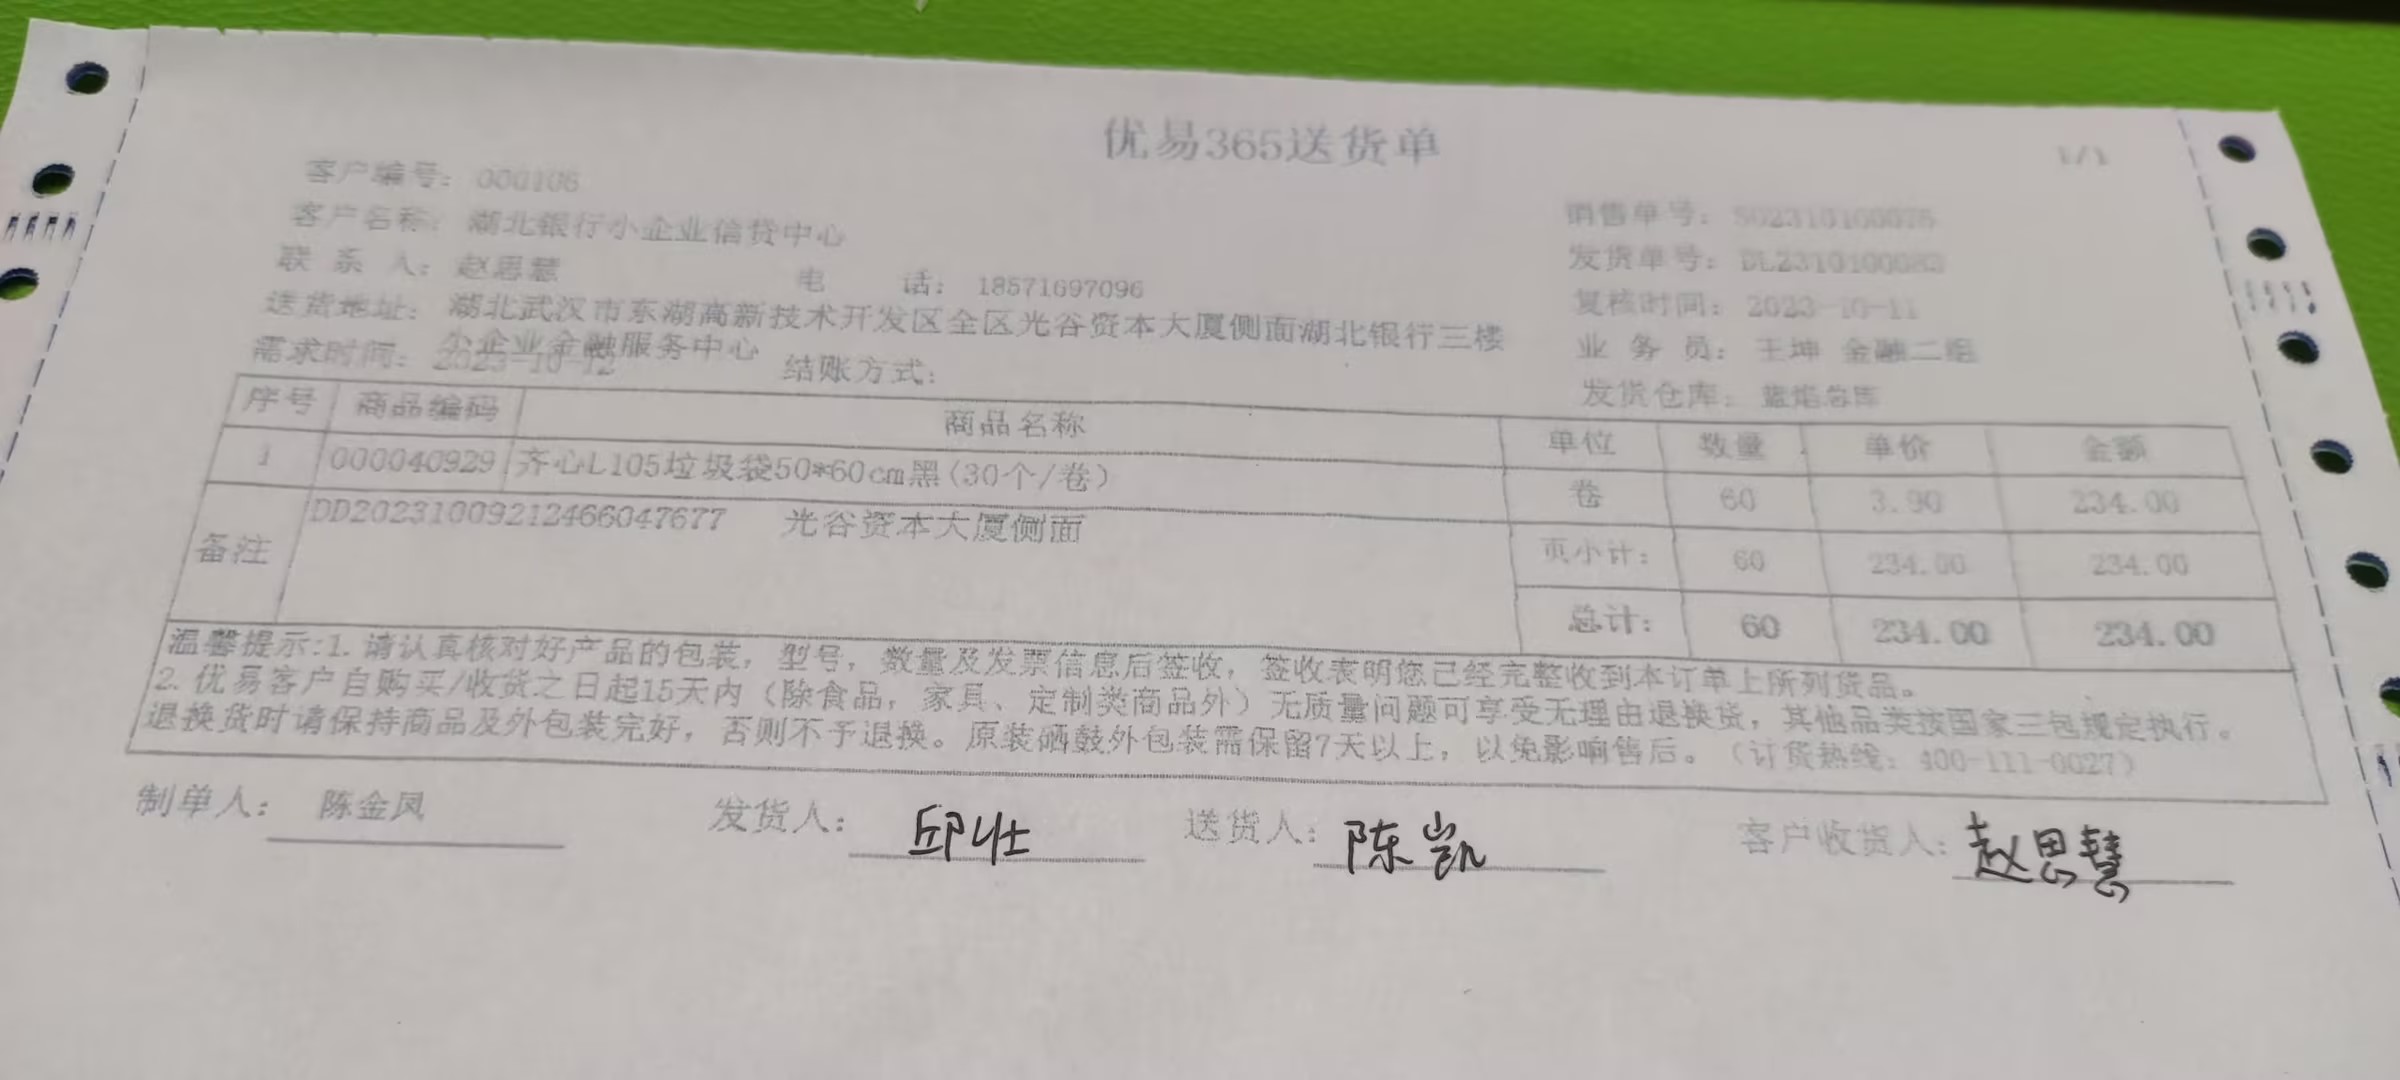 优易365送货单
1/1
客户编号: 000106
客户名称: 湖北银行小企业信贷中心
销售单号: SO2310100076
联 系 人: 赵思慧 电 话: 18571697096
发货单号: DL2310100083
送货地址: 湖北武汉市东湖高新技术开发区全区光谷资本大厦侧面湖北银行三楼
小企业金融服务中心
复核时间: 2023-10-11
需求时间: 2023-10-12 结账方式:
业 务 员: 王坤 金融二组
发货仓库: 总库
序号 商品编码 商品名称 单位 数量 单价 金额
1 000040929 齐心L105垃圾袋50*60cm黑(30个/卷) 卷 60 3.90 234.00
备注 DD20231009212466047677 光谷资本大厦侧面
页小计: 60 234.00 234.00
总计: 60 234.00 234.00
温馨提示:1. 请认真核对好产品的包装, 型号, 数量及发票信息后签收, 签收表明您已经完整收到本订单上所列货品。
2. 优易客户自购买/收货之日起15天内 (除食品, 家具、定制类商品外) 无质量问题可享受无理由退换货, 其他品类按国家三包规定执行。
退换货时请保持商品及外包装完好, 否则不予退换。原装硒鼓外包装需保留7天以上, 以免影响售后。(订货热线: 400-111-0027)
制单人: 陈金凤 发货人: 邱仕 送货人: 陈凯 客户收货人: 赵思慧